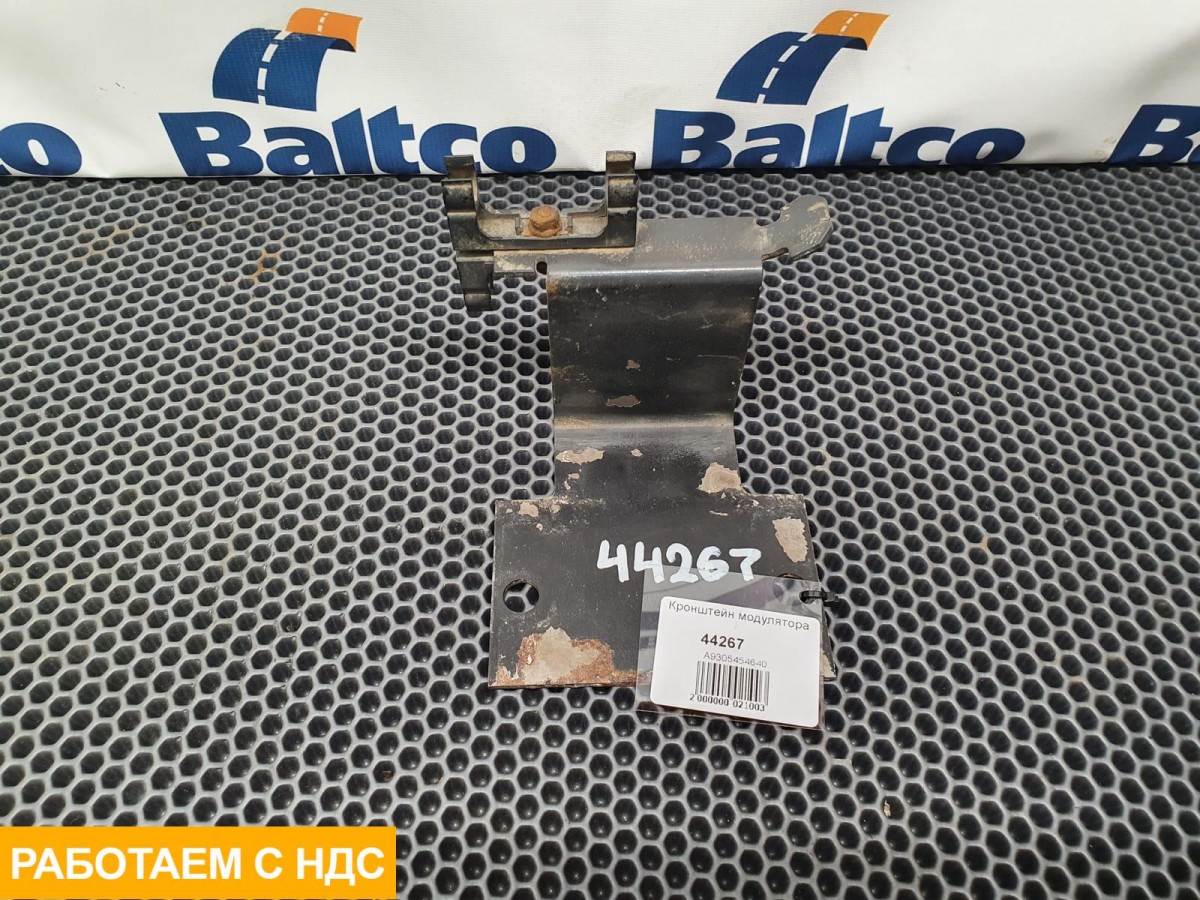 Baltco
Baltco
44267
Кронштейн модулятора
44267
A9305454640
2 000000 021003
РАБОТАЕМ С НДС